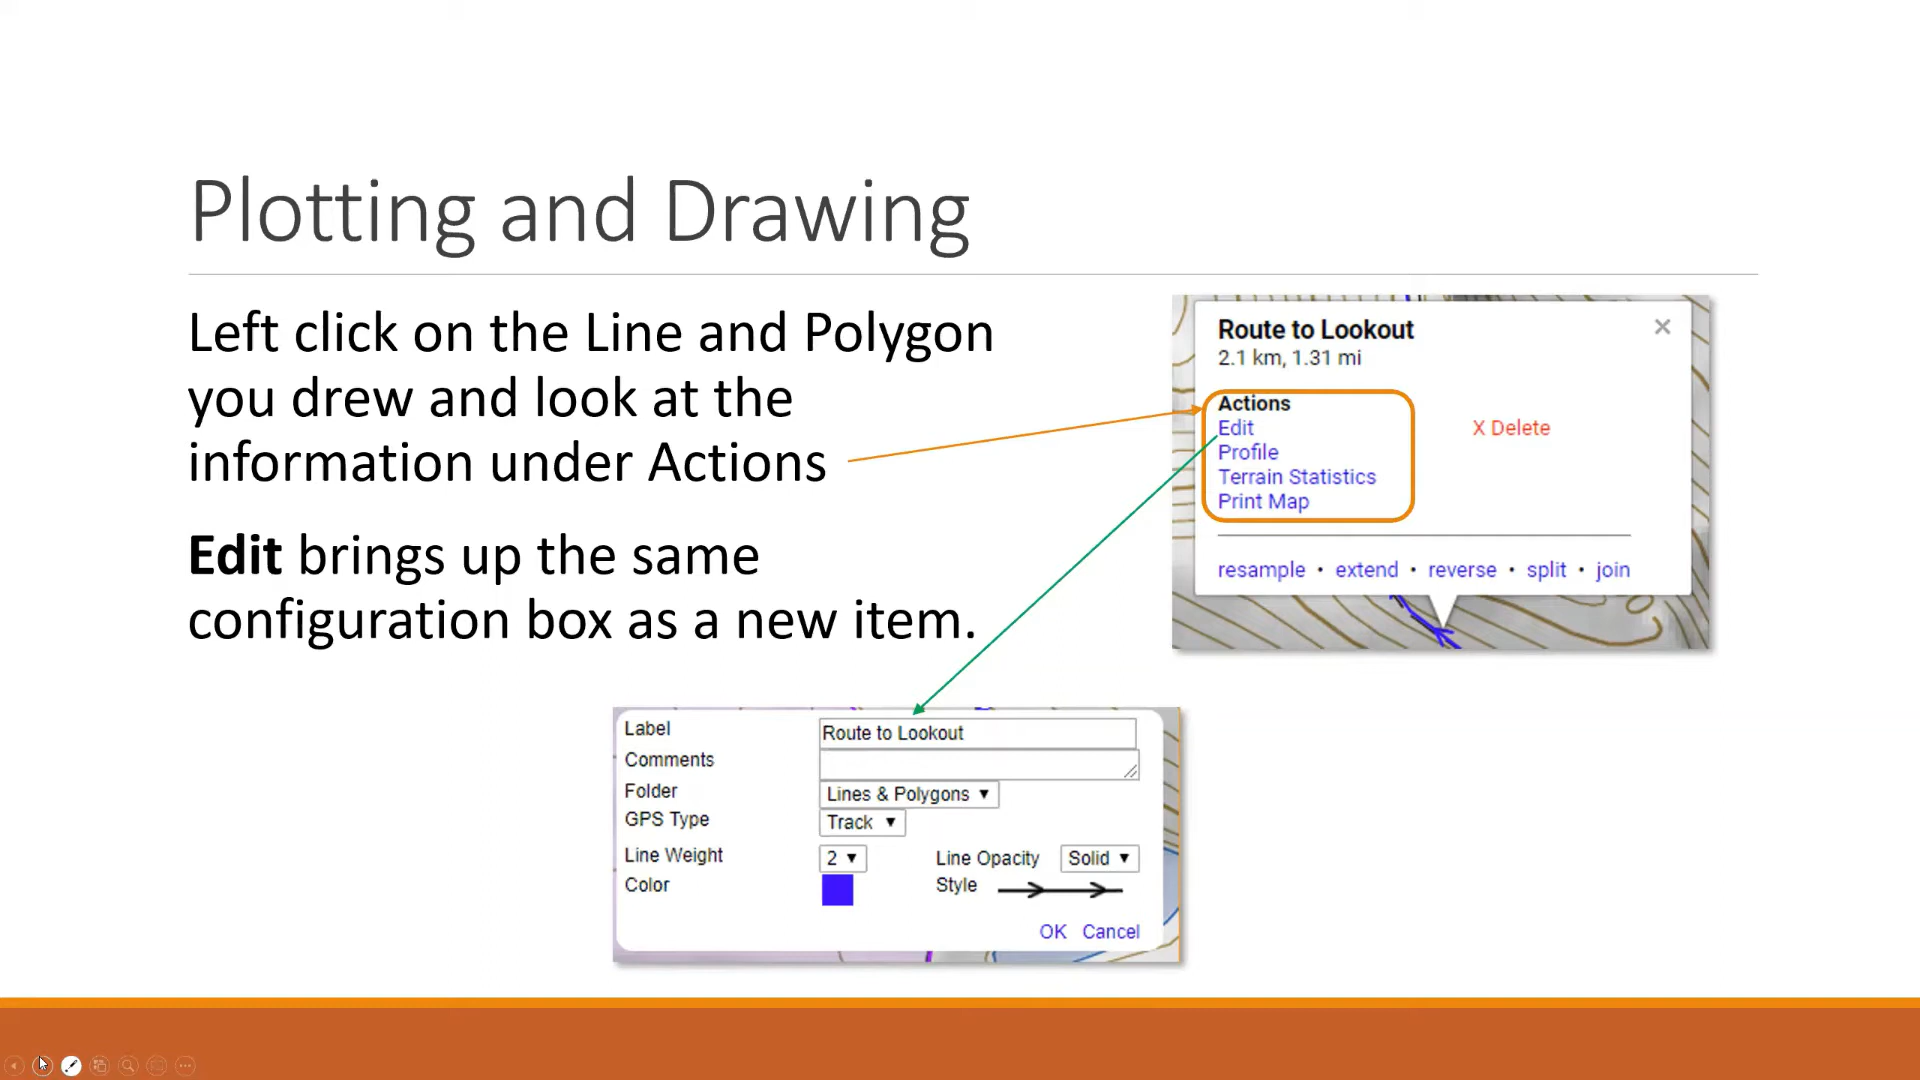 Plotting and Drawing
Left click on the Line and Polygon
you drew and look at the
information under Actions
Edit brings up the same
configuration box as a new item.
Route to Lookout
2.1 km, 1.31 mi
Actions
Edit
X Delete
Profile
Terrain Statistics
Print Map
resample • extend • reverse • split • join
Label Route to Lookout
Comments
Folder Lines & Polygons
GPS Type Track
Line Weight 2 Line Opacity Solid
Color Style
OK Cancel